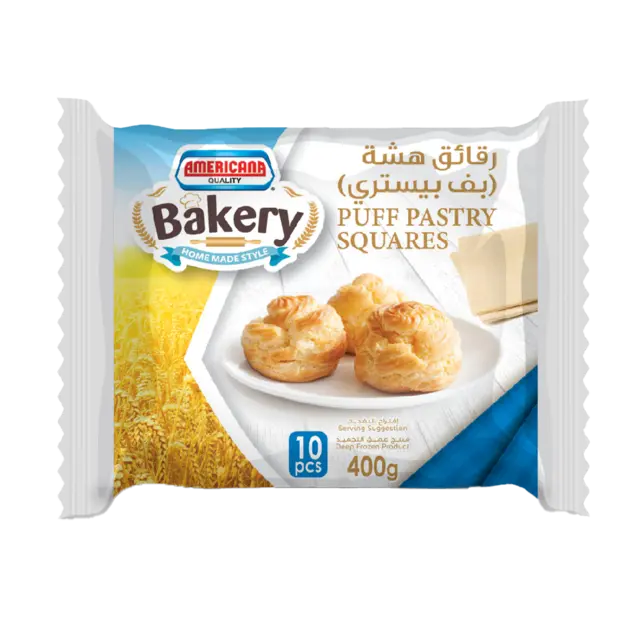 AMERICANA
QUALITY
Bakery
HOME MADE STYLE
رقائق هشة
(بف بيستري)
PUFF PASTRY
SQUARES
إقتراح التقديم
Serving Suggestion
منتج عميق التجميد
Deep Frozen Product
10
pcs
400g